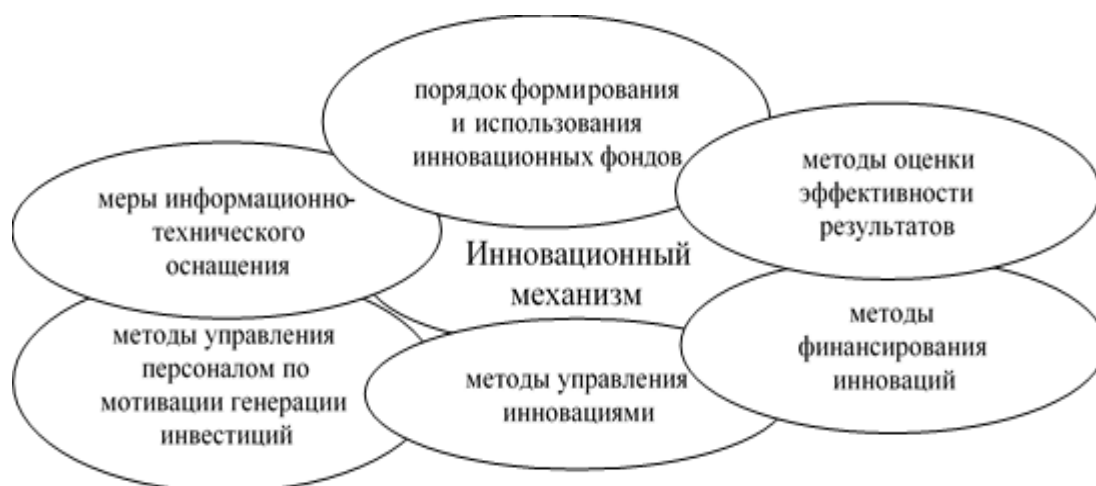 порядок формирования
и использования
инновационных фондов
методы оценки
эффективности
результатов
меры информационно-
технического
оснащения
Инновационный
механизм
методы управления
персоналом по
мотивации генерации
инвестиций
методы управления
инновациями
методы
финансирования
инноваций